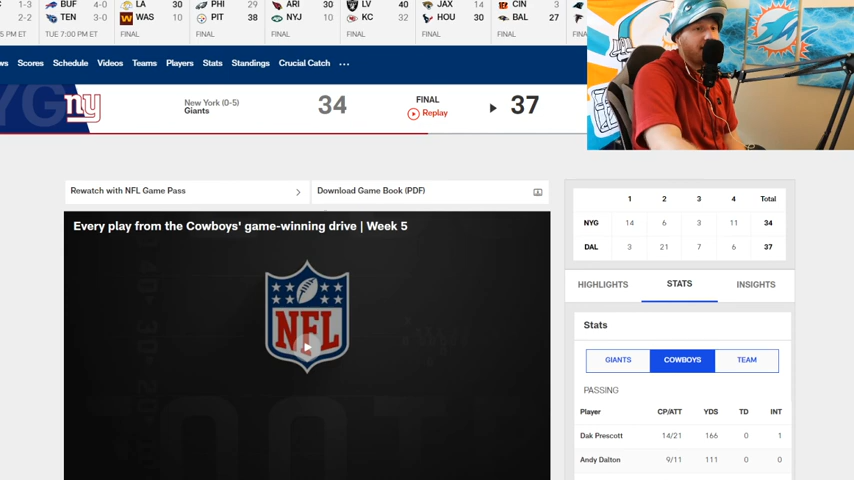 1-3 BUF 4-0 LA 30 PHI 29 ARI 30 LV 40 JAX 14 CIN 3
2-2 TEN 3-0 WAS 10 PIT 38 NYJ 10 KC 32 HOU 30 BAL 27
5 PM ET TUE 7:00 PM ET FINAL FINAL FINAL FINAL FINAL FINAL
ws Scores Schedule Videos Teams Players Stats Standings Crucial Catch ...
YG ny New York (0-5) 34 FINAL 37
Giants Replay
Rewatch with NFL Game Pass Download Game Book (PDF)
Every play from the Cowboys' game-winning drive | Week 5
NFL
1 2 3 4 Total
NYG 14 6 3 11 34
DAL 3 21 7 6 37
HIGHLIGHTS STATS INSIGHTS
Stats
GIANTS COWBOYS TEAM
PASSING
Player CP/ATT YDS TD INT
Dak Prescott 14/21 166 0 1
Andy Dalton 9/11 111 0 0